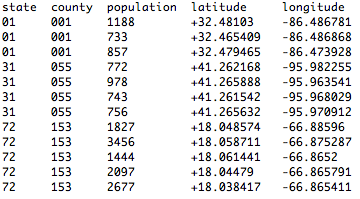 state county population latitude longitude
01 001 1188 +32.48103 -86.486781
01 001 733 +32.465409 -86.486868
01 001 857 +32.479465 -86.473928
31 055 772 +41.262168 -95.982255
31 055 978 +41.265888 -95.963541
31 055 743 +41.261542 -95.968029
31 055 756 +41.265632 -95.970912
72 153 1827 +18.048574 -66.88596
72 153 3456 +18.058711 -66.875287
72 153 1444 +18.061441 -66.8652
72 153 2097 +18.04479 -66.865791
72 153 2677 +18.038417 -66.865411